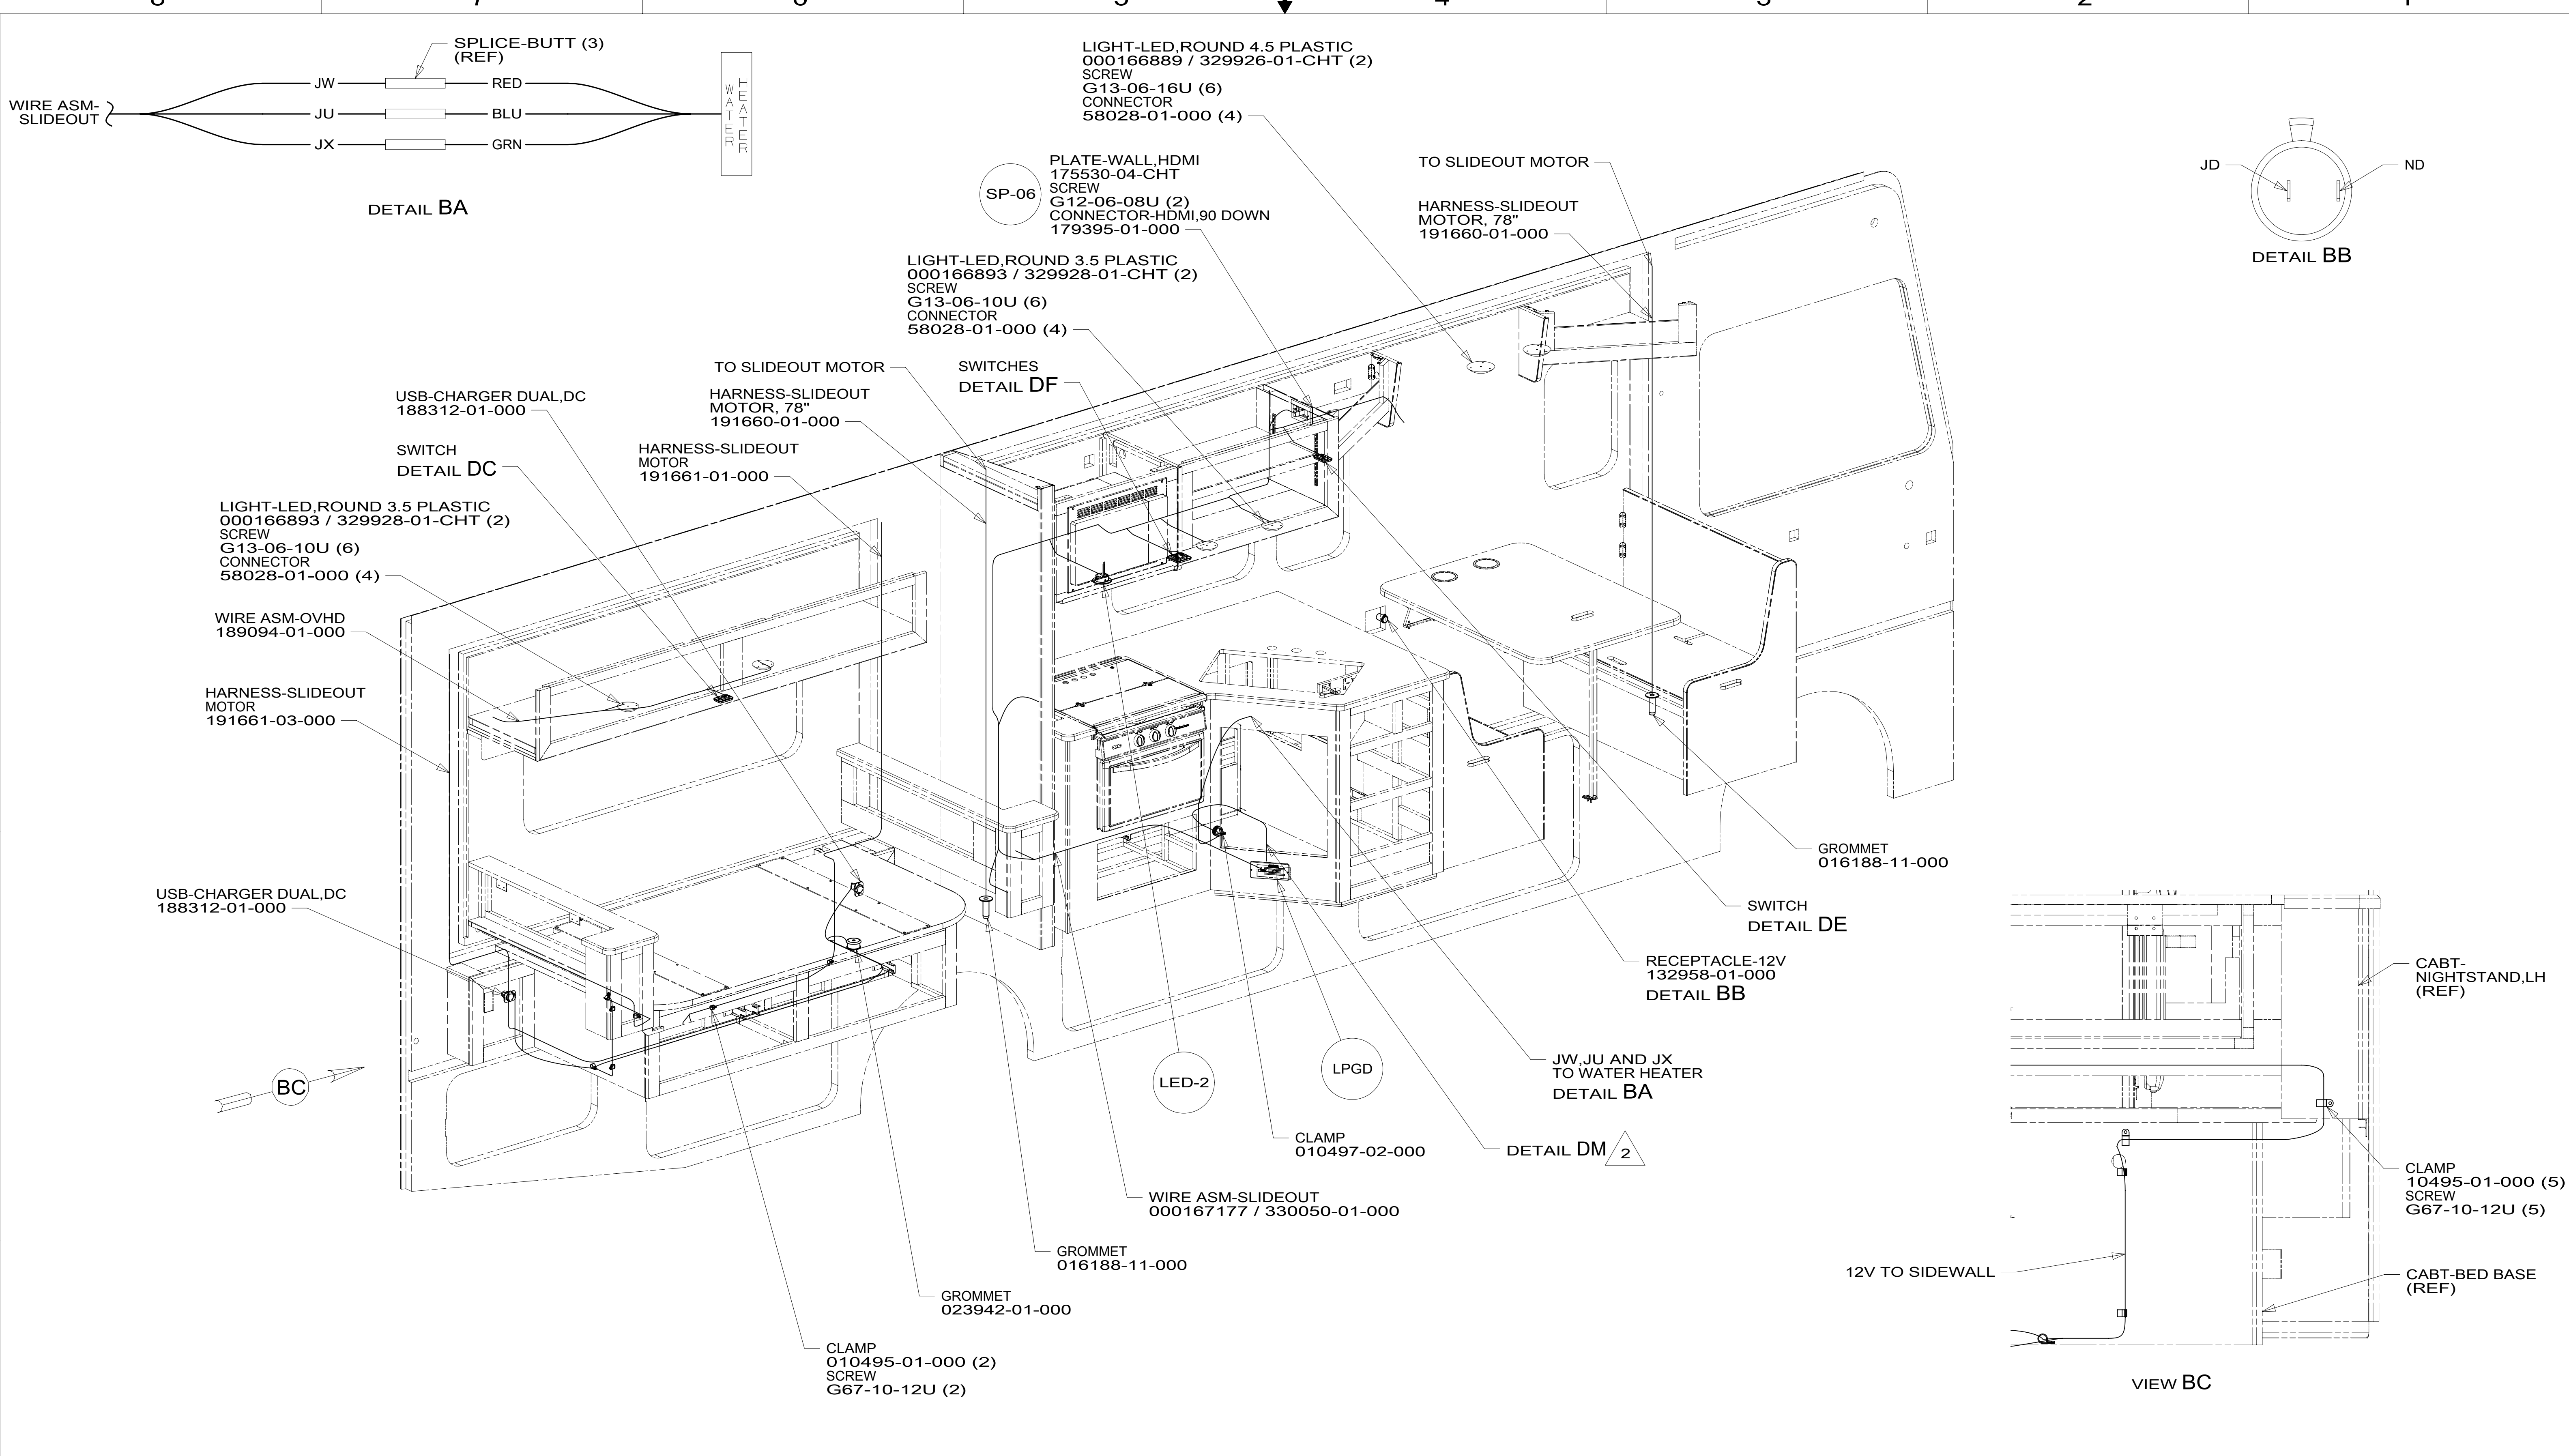 SPLICE-BUTT (3)
(REF)
WIRE ASM-
SLIDEOUT
JW
RED
JU
BLU
JX
GRN
WATER
HEATER
DETAIL BA
LIGHT-LED,ROUND 4.5 PLASTIC
000166889 / 329926-01-CHT (2)
SCREW
G13-06-16U (6)
CONNECTOR
58028-01-000 (4)
SP-06
PLATE-WALL,HDMI
175530-04-CHT
SCREW
G12-06-08U (2)
CONNECTOR-HDMI,90 DOWN
179395-01-000
TO SLIDEOUT MOTOR
HARNESS-SLIDEOUT
MOTOR, 78"
191660-01-000
JD
ND
DETAIL BB
LIGHT-LED,ROUND 3.5 PLASTIC
000166893 / 329928-01-CHT (2)
SCREW
G13-06-10U (6)
CONNECTOR
58028-01-000 (4)
TO SLIDEOUT MOTOR
SWITCHES
DETAIL DF
USB-CHARGER DUAL,DC
188312-01-000
HARNESS-SLIDEOUT
MOTOR, 78"
191660-01-000
SWITCH
DETAIL DC
HARNESS-SLIDEOUT
MOTOR
191661-01-000
LIGHT-LED,ROUND 3.5 PLASTIC
000166893 / 329928-01-CHT (2)
SCREW
G13-06-10U (6)
CONNECTOR
58028-01-000 (4)
WIRE ASM-OVHD
189094-01-000
HARNESS-SLIDEOUT
MOTOR
191661-03-000
USB-CHARGER DUAL,DC
188312-01-000
GROMMET
016188-11-000
SWITCH
DETAIL DE
RECEPTACLE-12V
132958-01-000
DETAIL BB
CABT-
NIGHTSTAND,LH
(REF)
BC
LED-2
LPGD
JW,JU AND JX
TO WATER HEATER
DETAIL BA
CLAMP
010497-02-000
DETAIL DM 2
WIRE ASM-SLIDEOUT
000167177 / 330050-01-000
CLAMP
10495-01-000 (5)
SCREW
G67-10-12U (5)
GROMMET
016188-11-000
12V TO SIDEWALL
CABT-BED BASE
(REF)
GROMMET
023942-01-000
CLAMP
010495-01-000 (2)
SCREW
G67-10-12U (2)
VIEW BC